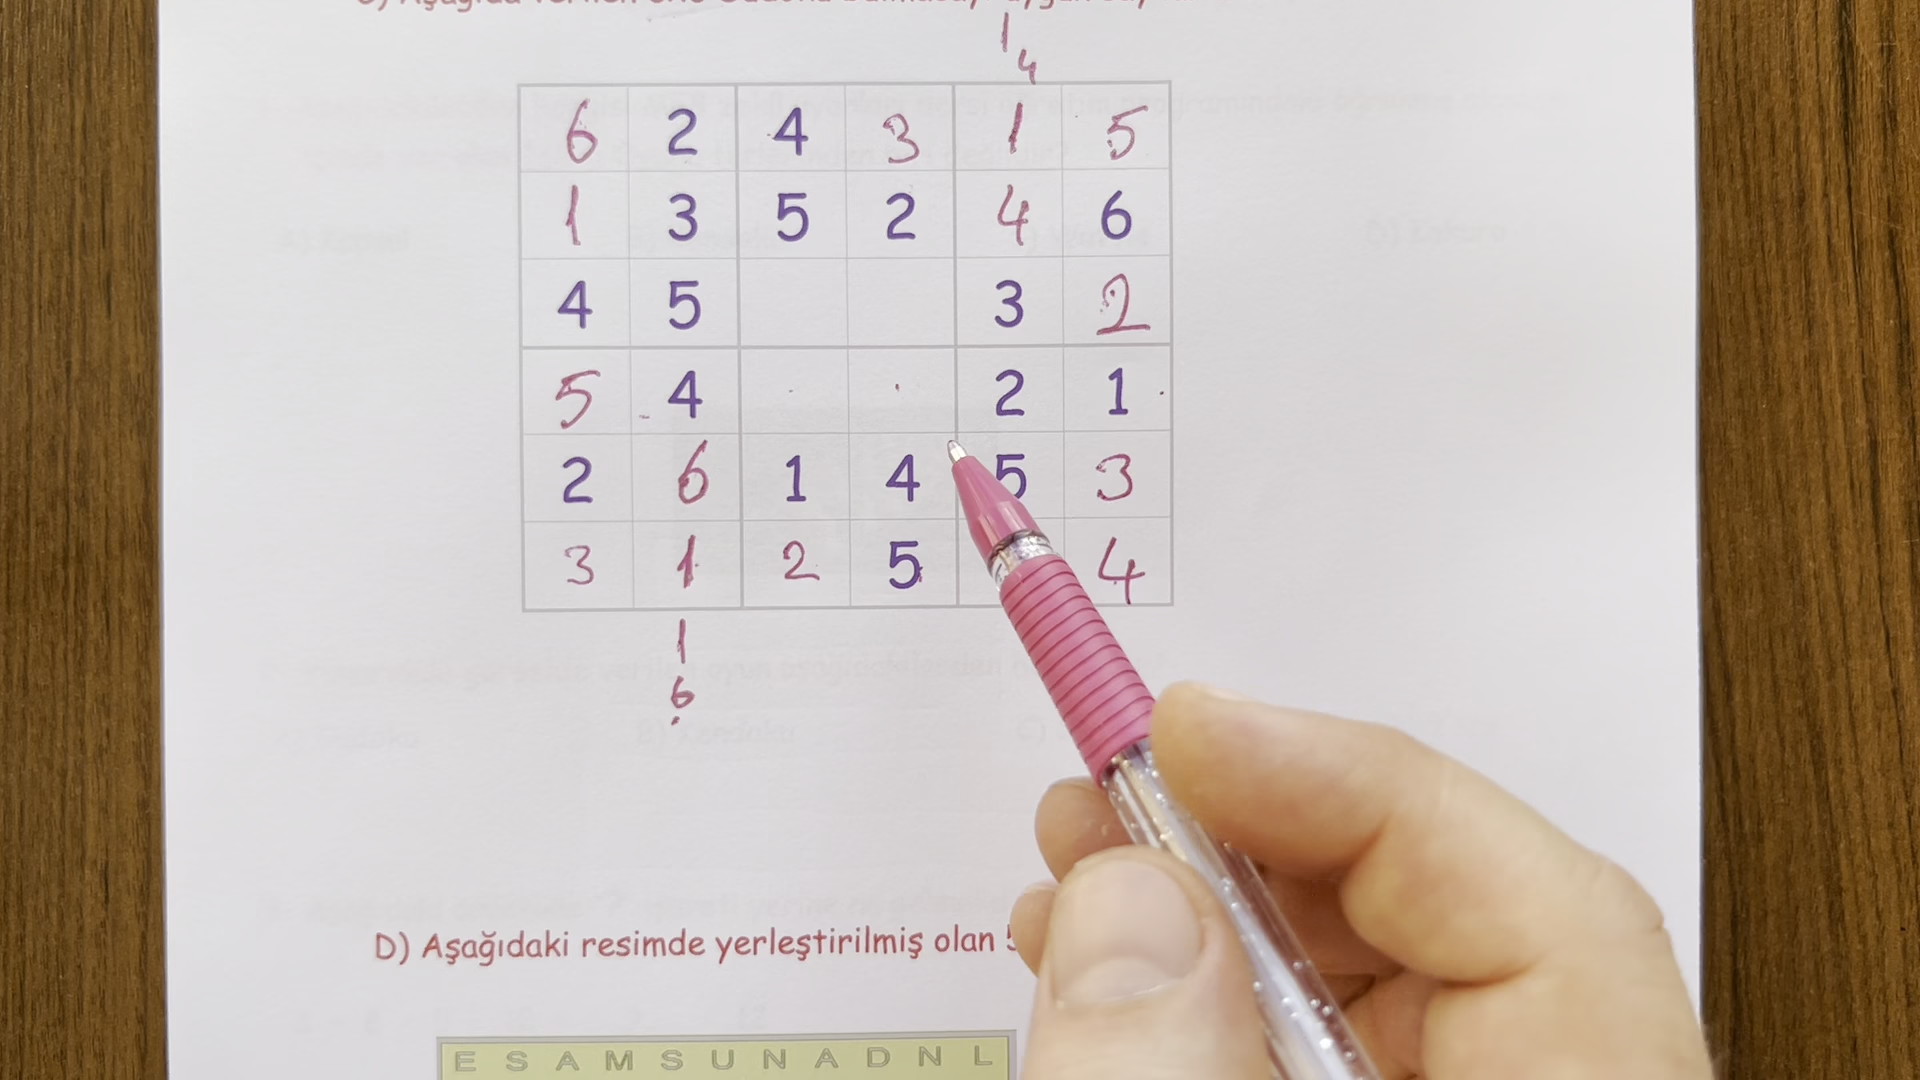 1
4
6 2 4 3 1 5
1 3 5 2 4 6
4 5 3 2
5 4 2 1
2 6 1 4 5 3
3 1 2 5 4
1
6
D) Aşağıdaki resimde yerleştirilmiş olan
E S A M S U N A D N L